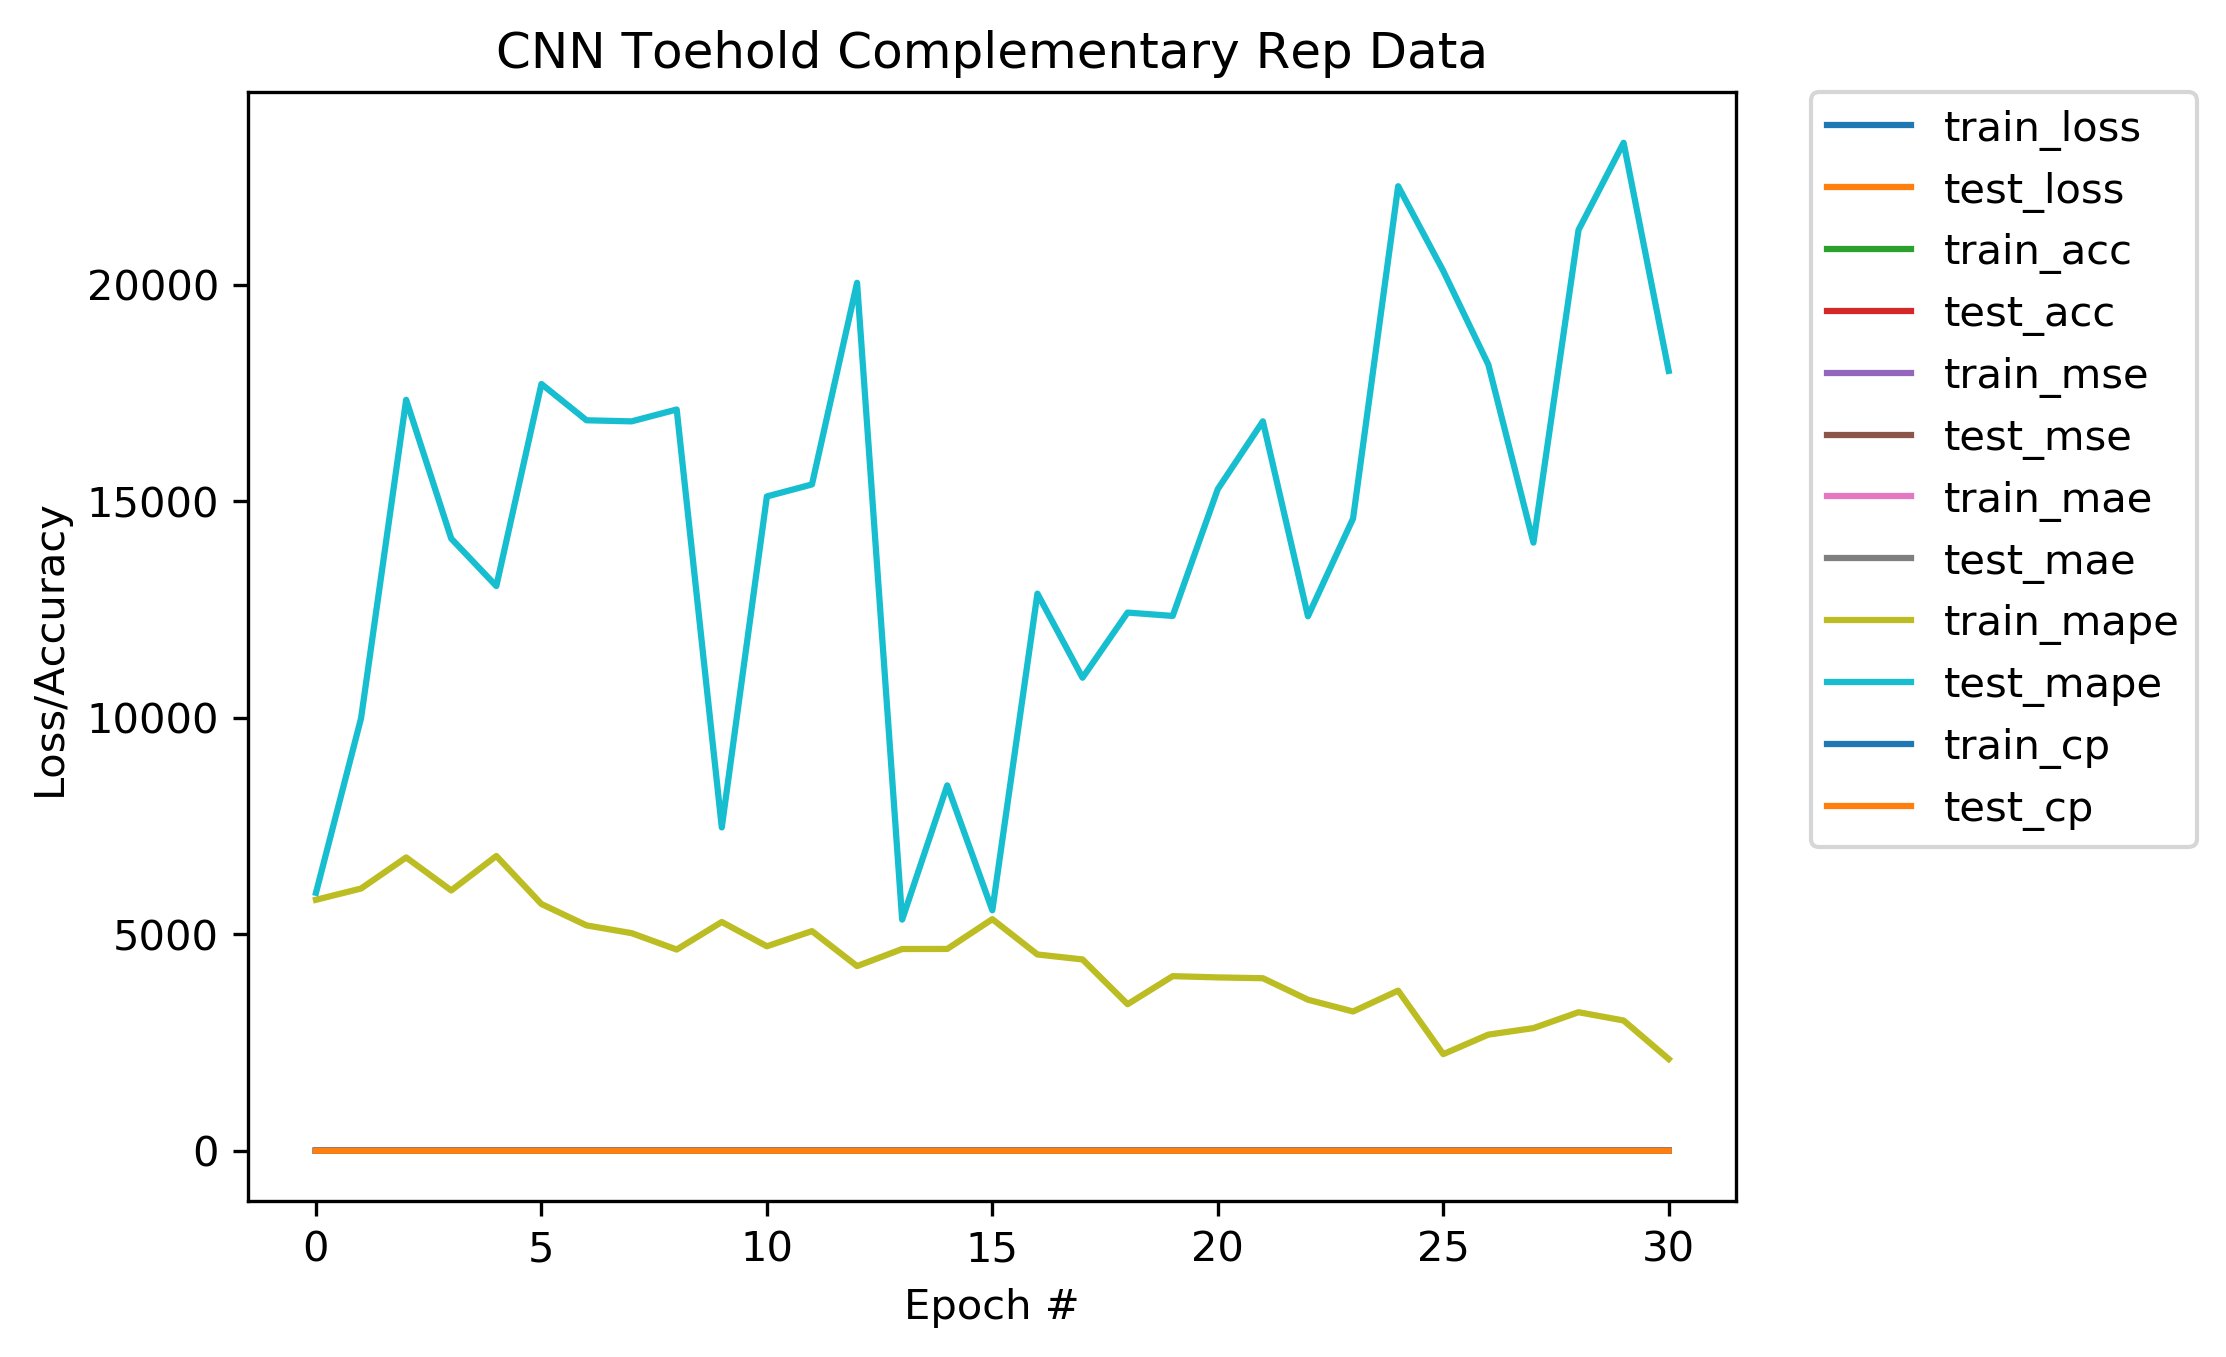 CNN Toehold Complementary Rep Data
Loss/Accuracy
20000
15000
10000
5000
0
0 5 10 15 20 25 30
Epoch #
train_loss
test_loss
train_acc
test_acc
train_mse
test_mse
train_mae
test_mae
train_mape
test_mape
train_cp
test_cp